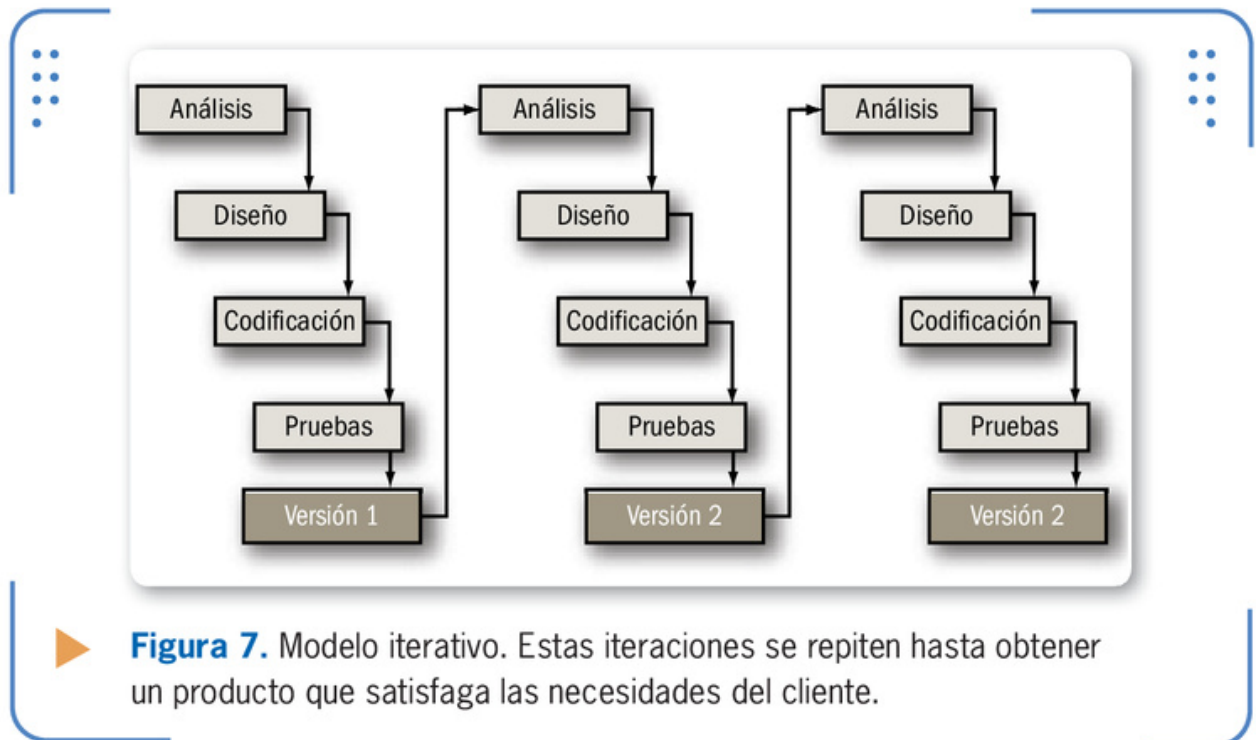 Análisis
Diseño
Codificación
Pruebas
Versión 1
Análisis
Diseño
Codificación
Pruebas
Versión 2
Análisis
Diseño
Codificación
Pruebas
Versión 2
Figura 7. Modelo iterativo. Estas iteraciones se repiten hasta obtener
un producto que satisfaga las necesidades del cliente.